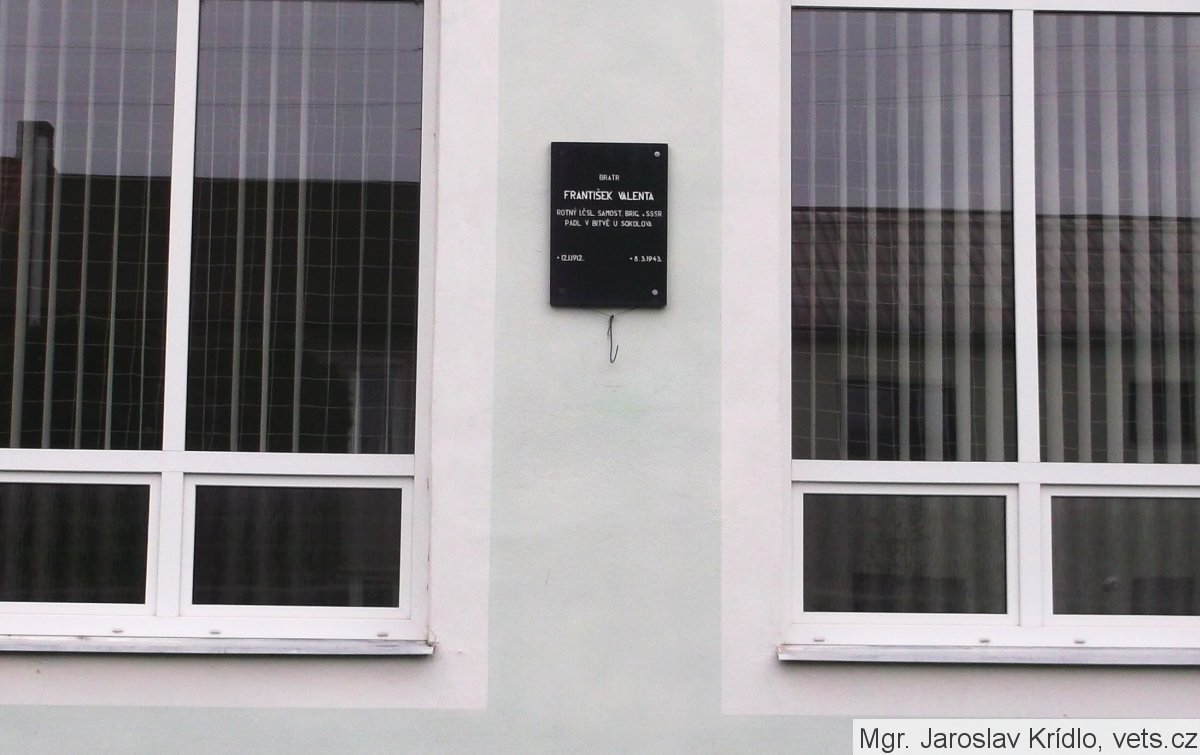 BRATR
FRANTIŠEK VALENTA
ROTNÝ I.ČSL. SAMOST. BRIG. v SSSR
PADL V BITVĚ U SOKOLOVA
* 12.1.1912. + 8.3.1943.
Mgr. Jaroslav Krídlo, vets.cz